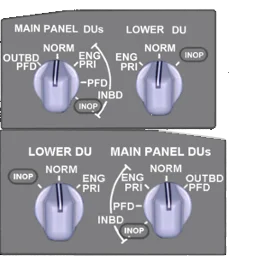 MAIN PANEL DUs
NORM
OUTBD
PFD
ENG
PRI
PFD
INBD
INOP
LOWER DU
NORM
ENG
PRI
INOP
LOWER DU
NORM
INOP
ENG
PRI
MAIN PANEL DUs
NORM
ENG
PRI
OUTBD
PFD
PFD
INBD
INOP